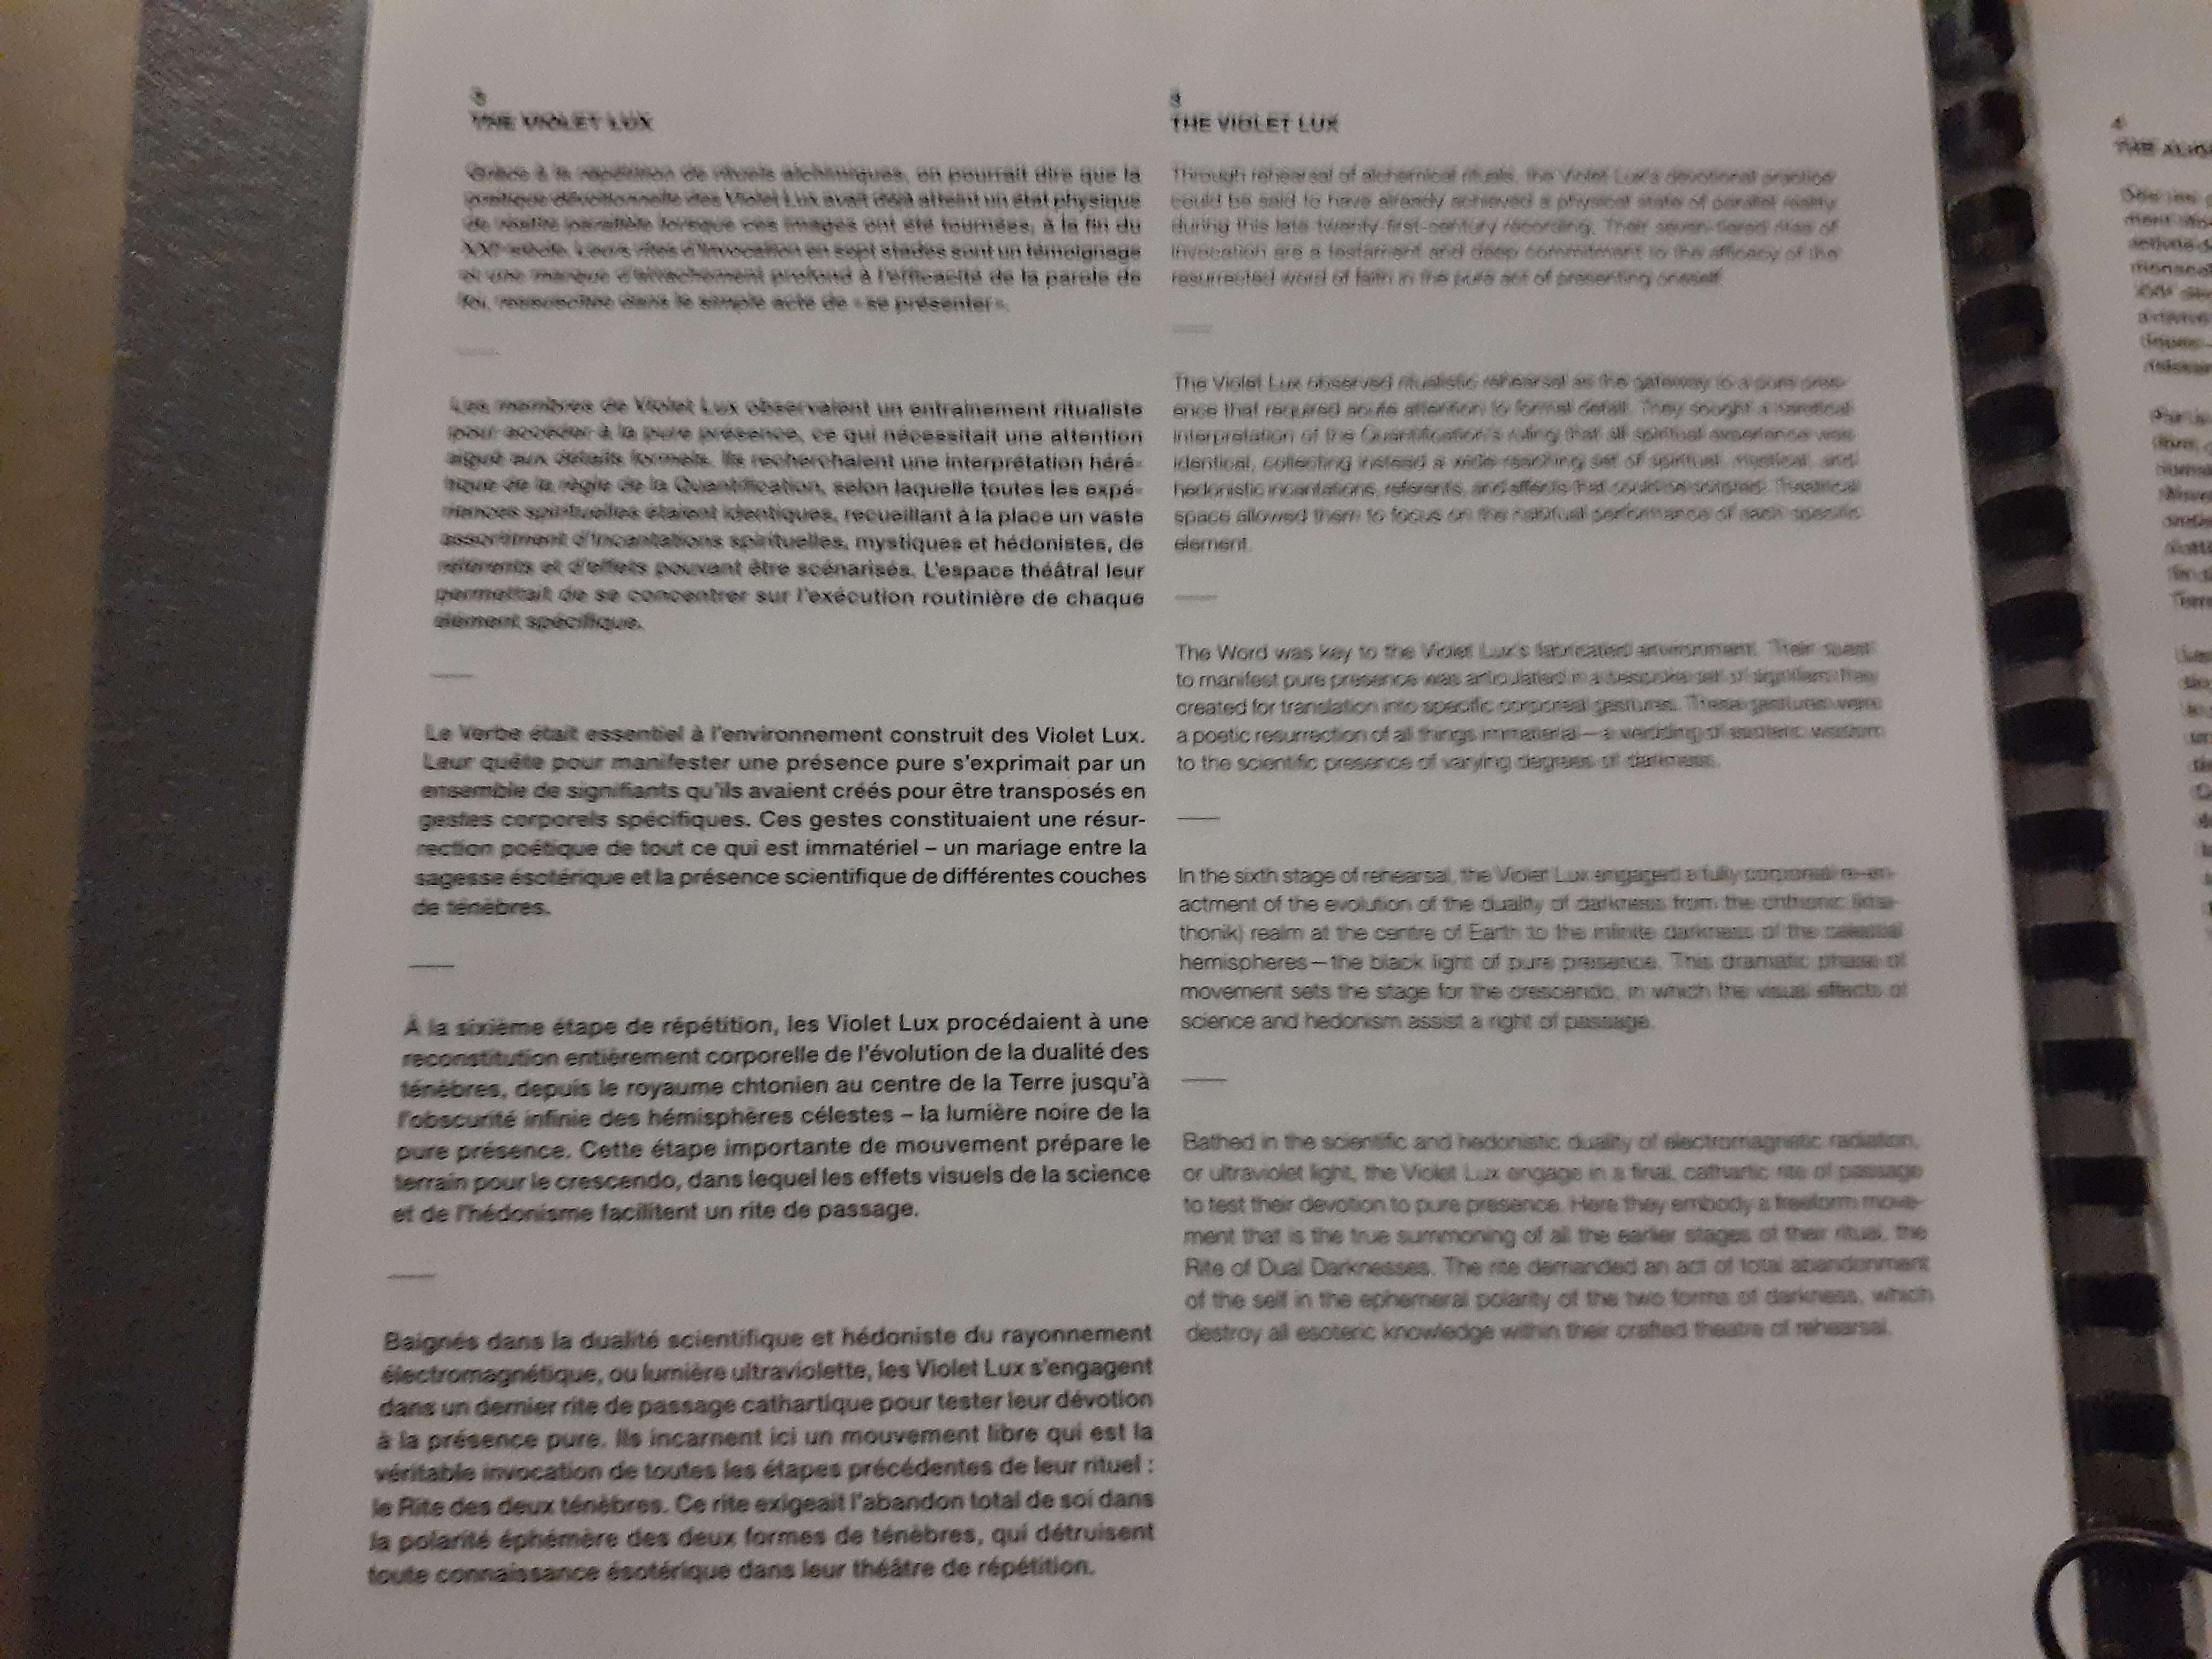 3
THE VIOLET LUX
Grâce à la répétition de rituels alchimiques, on pourrait dire que la
pratique dévotionnelle des Violet Lux avait déjà atteint un état physique
de réalité parallèle lorsque ces images ont été tournées, à la fin du
XXIe siècle. Leurs rites d'invocation en sept stades sont un témoignage
et une marque d'attachement profond à l'efficacité de la parole de
foi, ressuscitée dans le simple acte de « se présenter ».
Les membres de Violet Lux observaient un entrainement ritualiste
pour accéder à la pure présence, ce qui nécessitait une attention
aiguë aux détails formels. Ils recherchaient une interprétation héré-
tique de la règle de la Quantification, selon laquelle toutes les expé-
riences spirituelles étaient identiques, recueillant à la place un vaste
assortiment d'incantations spirituelles, mystiques et hédonistes, de
référents et d'effets pouvant être scénarisés. L'espace théâtral leur
permettait de se concentrer sur l'exécution routinière de chaque
élément spécifique.
Le Verbe était essentiel à l'environnement construit des Violet Lux.
Leur quête pour manifester une présence pure s'exprimait par un
ensemble de signifiants qu'ils avaient créés pour être transposés en
gestes corporels spécifiques. Ces gestes constituaient une résur-
rection poétique de tout ce qui est immatériel – un mariage entre la
sagesse ésotérique et la présence scientifique de différentes couches
de ténèbres.
À la sixième étape de répétition, les Violet Lux procédaient à une
reconstitution entièrement corporelle de l'évolution de la dualité des
ténèbres, depuis le royaume chtonien au centre de la Terre jusqu'à
l'obscurité infinie des hémisphères célestes – la lumière noire de la
pure présence. Cette étape importante de mouvement prépare le
terrain pour le crescendo, dans lequel les effets visuels de la science
et de l'hédonisme facilitent un rite de passage.
Baignés dans la dualité scientifique et hédoniste du rayonnement
électromagnétique, ou lumière ultraviolette, les Violet Lux s'engagent
dans un dernier rite de passage cathartique pour tester leur dévotion
à la présence pure. Ils incarnent ici un mouvement libre qui est la
véritable invocation de toutes les étapes précédentes de leur rituel :
le Rite des deux ténèbres. Ce rite exigeait l'abandon total de soi dans
la polarité éphémère des deux formes de ténèbres, qui détruisent
toute connaissance ésotérique dans leur théâtre de répétition.
3
THE VIOLET LUX
Through rehearsal of alchemical rituals, the Violet Lux's devotional practice
could be said to have already achieved a physical state of parallel reality
during this late twenty-first-century recording. Their seven-tiered rites of
invocation are a testament and deep commitment to the efficacy of the
resurrected word of faith in the pure act of presenting oneself.
The Violet Lux observed ritualistic rehearsal as the gateway to a pure pres-
ence that required acute attention to formal detail. They sought a heretical
interpretation of the Quantification's ruling that all spiritual experience was
identical, collecting instead a wide-reaching set of spiritual, mystical, and
hedonistic incantations, referents, and effects that could be scripted. Theatrical
space allowed them to focus on the habitual performance of each specific
element.
The Word was key to the Violet Lux's fabricated environment. Their quest
to manifest pure presence was articulated in a bespoke set of signifiers they
created for translation into specific corporeal gestures. These gestures were
a poetic resurrection of all things immaterial—a wedding of esoteric wisdom
to the scientific presence of varying degrees of darkness.
In the sixth stage of rehearsal, the Violet Lux engaged a fully corporeal re-en-
actment of the evolution of the duality of darkness from the chthonic
thonik) realm at the centre of Earth to the infinite darkness of the celestial
hemispheres—the black light of pure presence. This dramatic phase of
movement sets the stage for the crescendo, in which the visual effects of
science and hedonism assist a right of passage.
Bathed in the scientific and hedonistic duality of electromagnetic radiation,
or ultraviolet light, the Violet Lux engage in a final, cathartic rite of passage
to test their devotion to pure presence. Here they embody a freeform move-
ment that is the true summoning of all the earlier stages of their ritual, the
Rite of Dual Darknesses. The rite demanded an act of total abandonment
of the self in the ephemeral polarity of the two forms of darkness, which
destroy all esoteric knowledge within their crafted theatre of rehearsal.
4